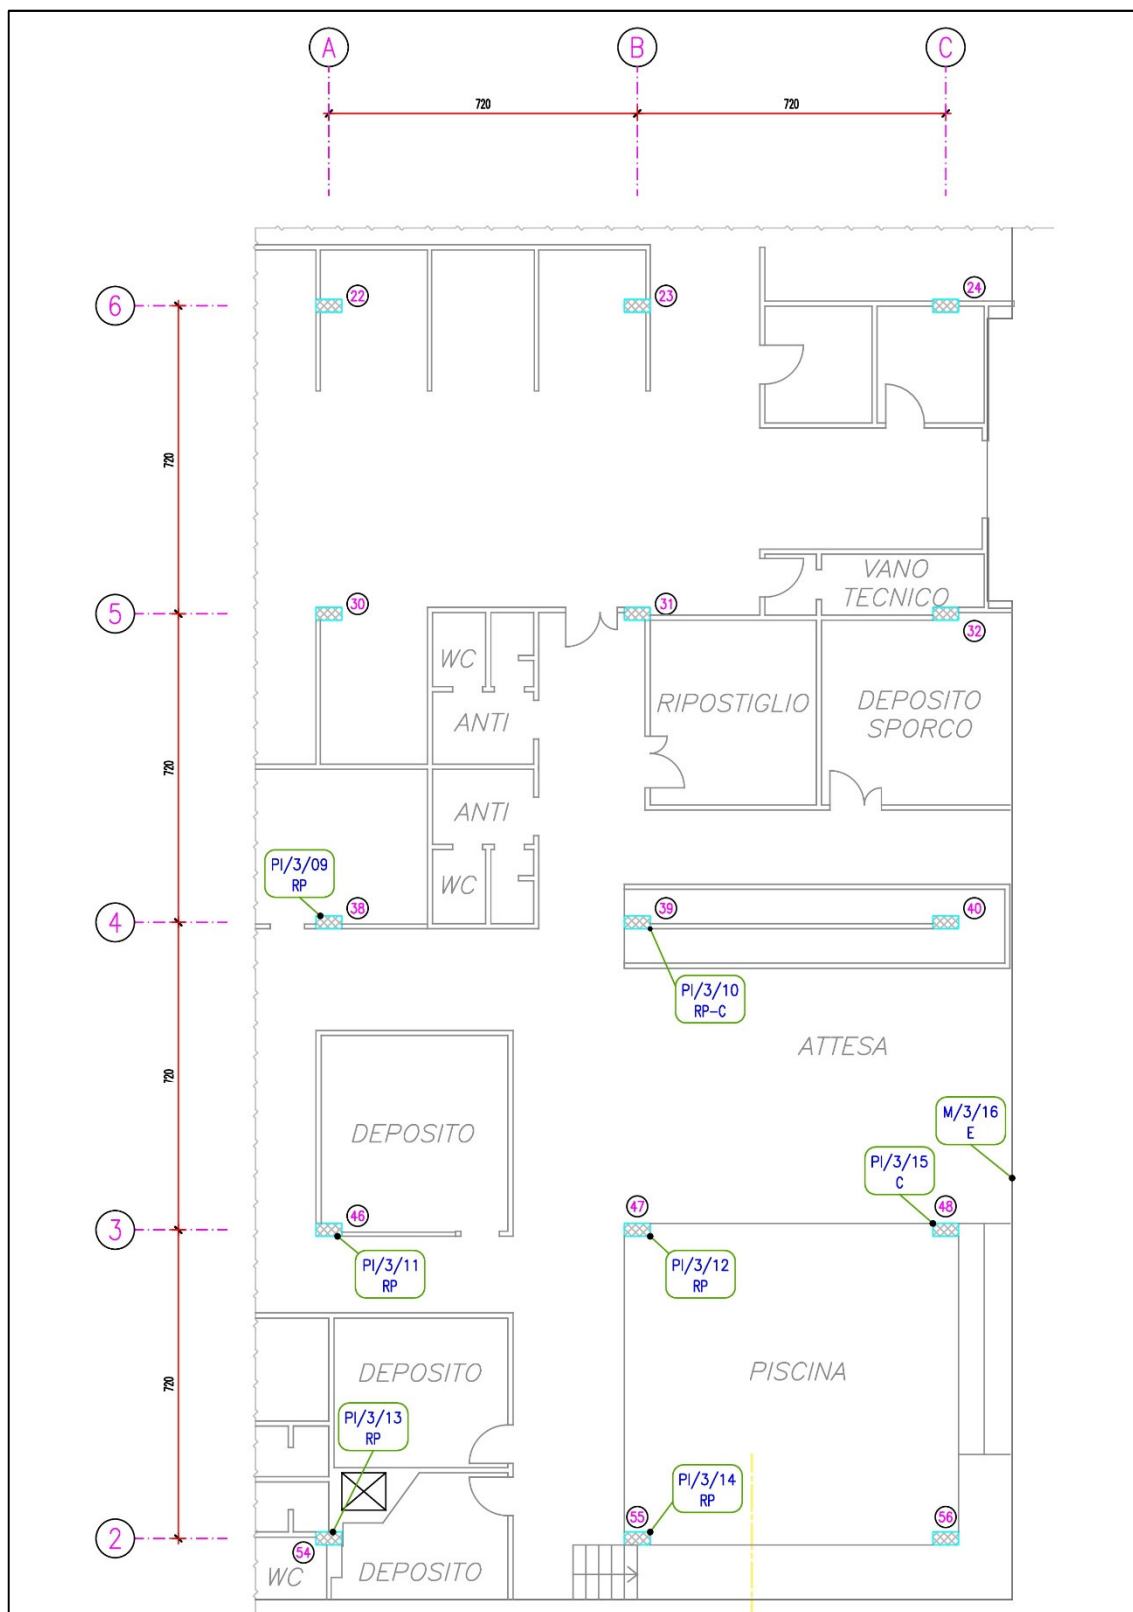 A
B
C
720
720
6
22
23
24
720
VANO
TECNICO
5
30
31
32
WC
RIPOSTIGLIO
DEPOSITO
SPORCO
ANTI
720
ANTI
PI/3/09
RP
WC
4
38
39
40
PI/3/10
RP-C
ATTESA
720
DEPOSITO
M/3/16
E
PI/3/15
C
3
46
47
48
PI/3/11
RP
PI/3/12
RP
720
DEPOSITO
PISCINA
PI/3/13
RP
PI/3/14
RP
2
54
55
56
WC
DEPOSITO